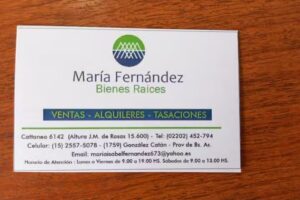 María Fernández
Bienes Raíces
VENTAS - ALQUILERES - TASACIONES
Cattaneo 6142 (Altura J.M. de Rosas 15.600) - Tel: (02202) 452-794
Celular: (15) 2557-5078 - (1759) González Catán - Prov de Bs. As.
Email: mariaisabelfernandez673@yahoo.es
Horario de Atención : Lunes a Viernes de 9.00 a 19.00 HS. Sábados de 9.00 a 13.00 HS.